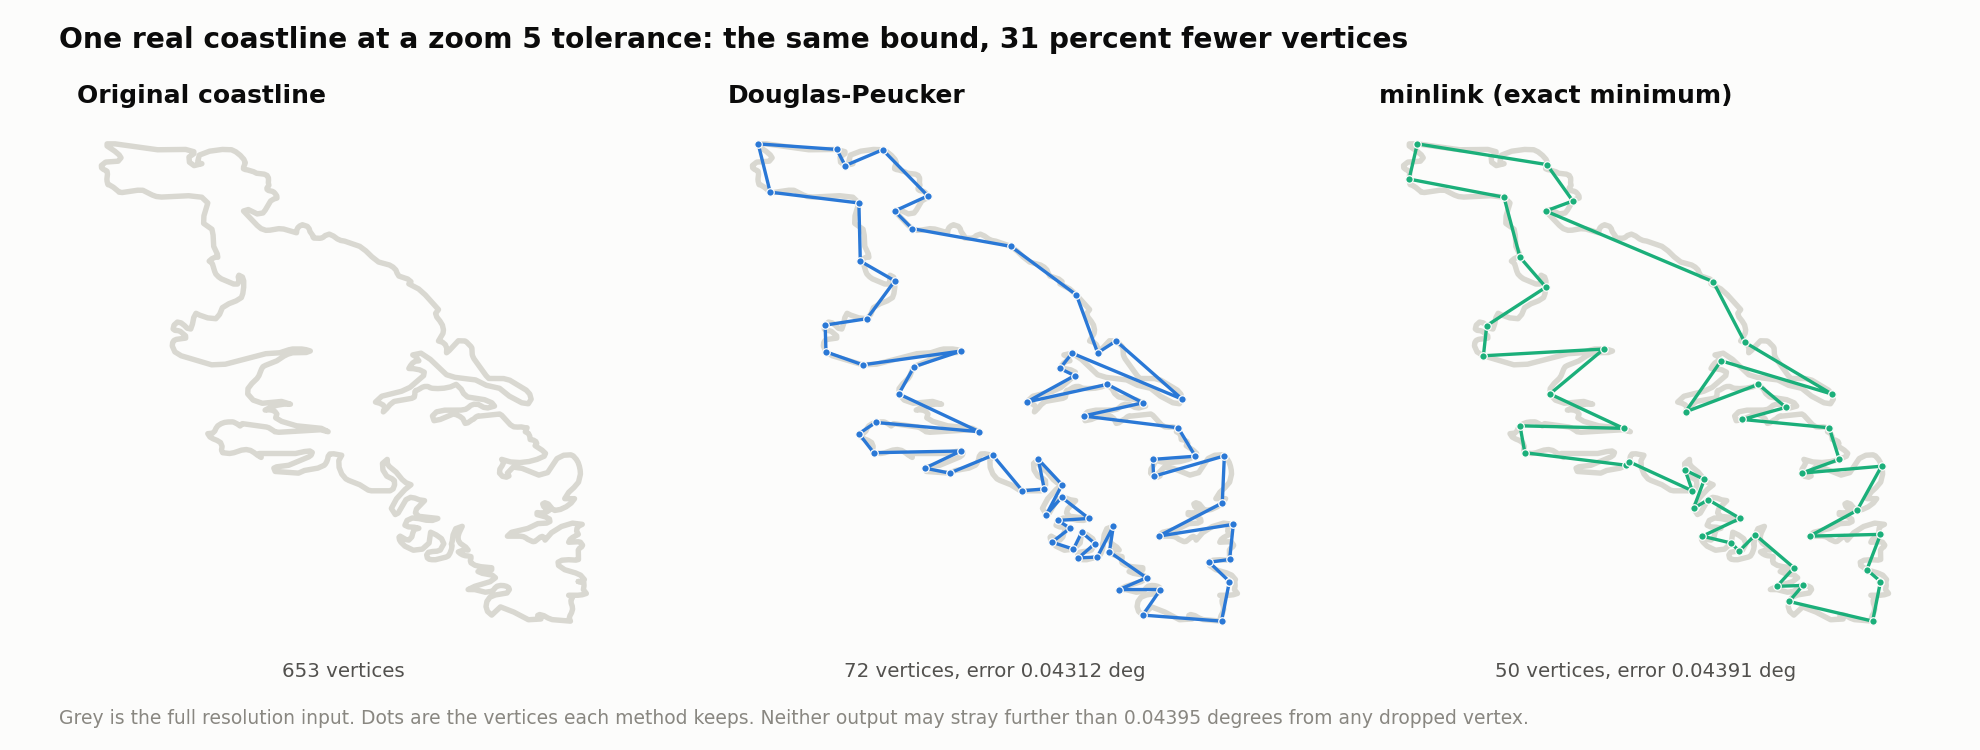 One real coastline at a zoom 5 tolerance: the same bound, 31 percent fewer vertices
Original coastline
Douglas-Peucker
minlink (exact minimum)
653 vertices
72 vertices, error 0.04312 deg
50 vertices, error 0.04391 deg
Grey is the full resolution input. Dots are the vertices each method keeps. Neither output may stray further than 0.04395 degrees from any dropped vertex.